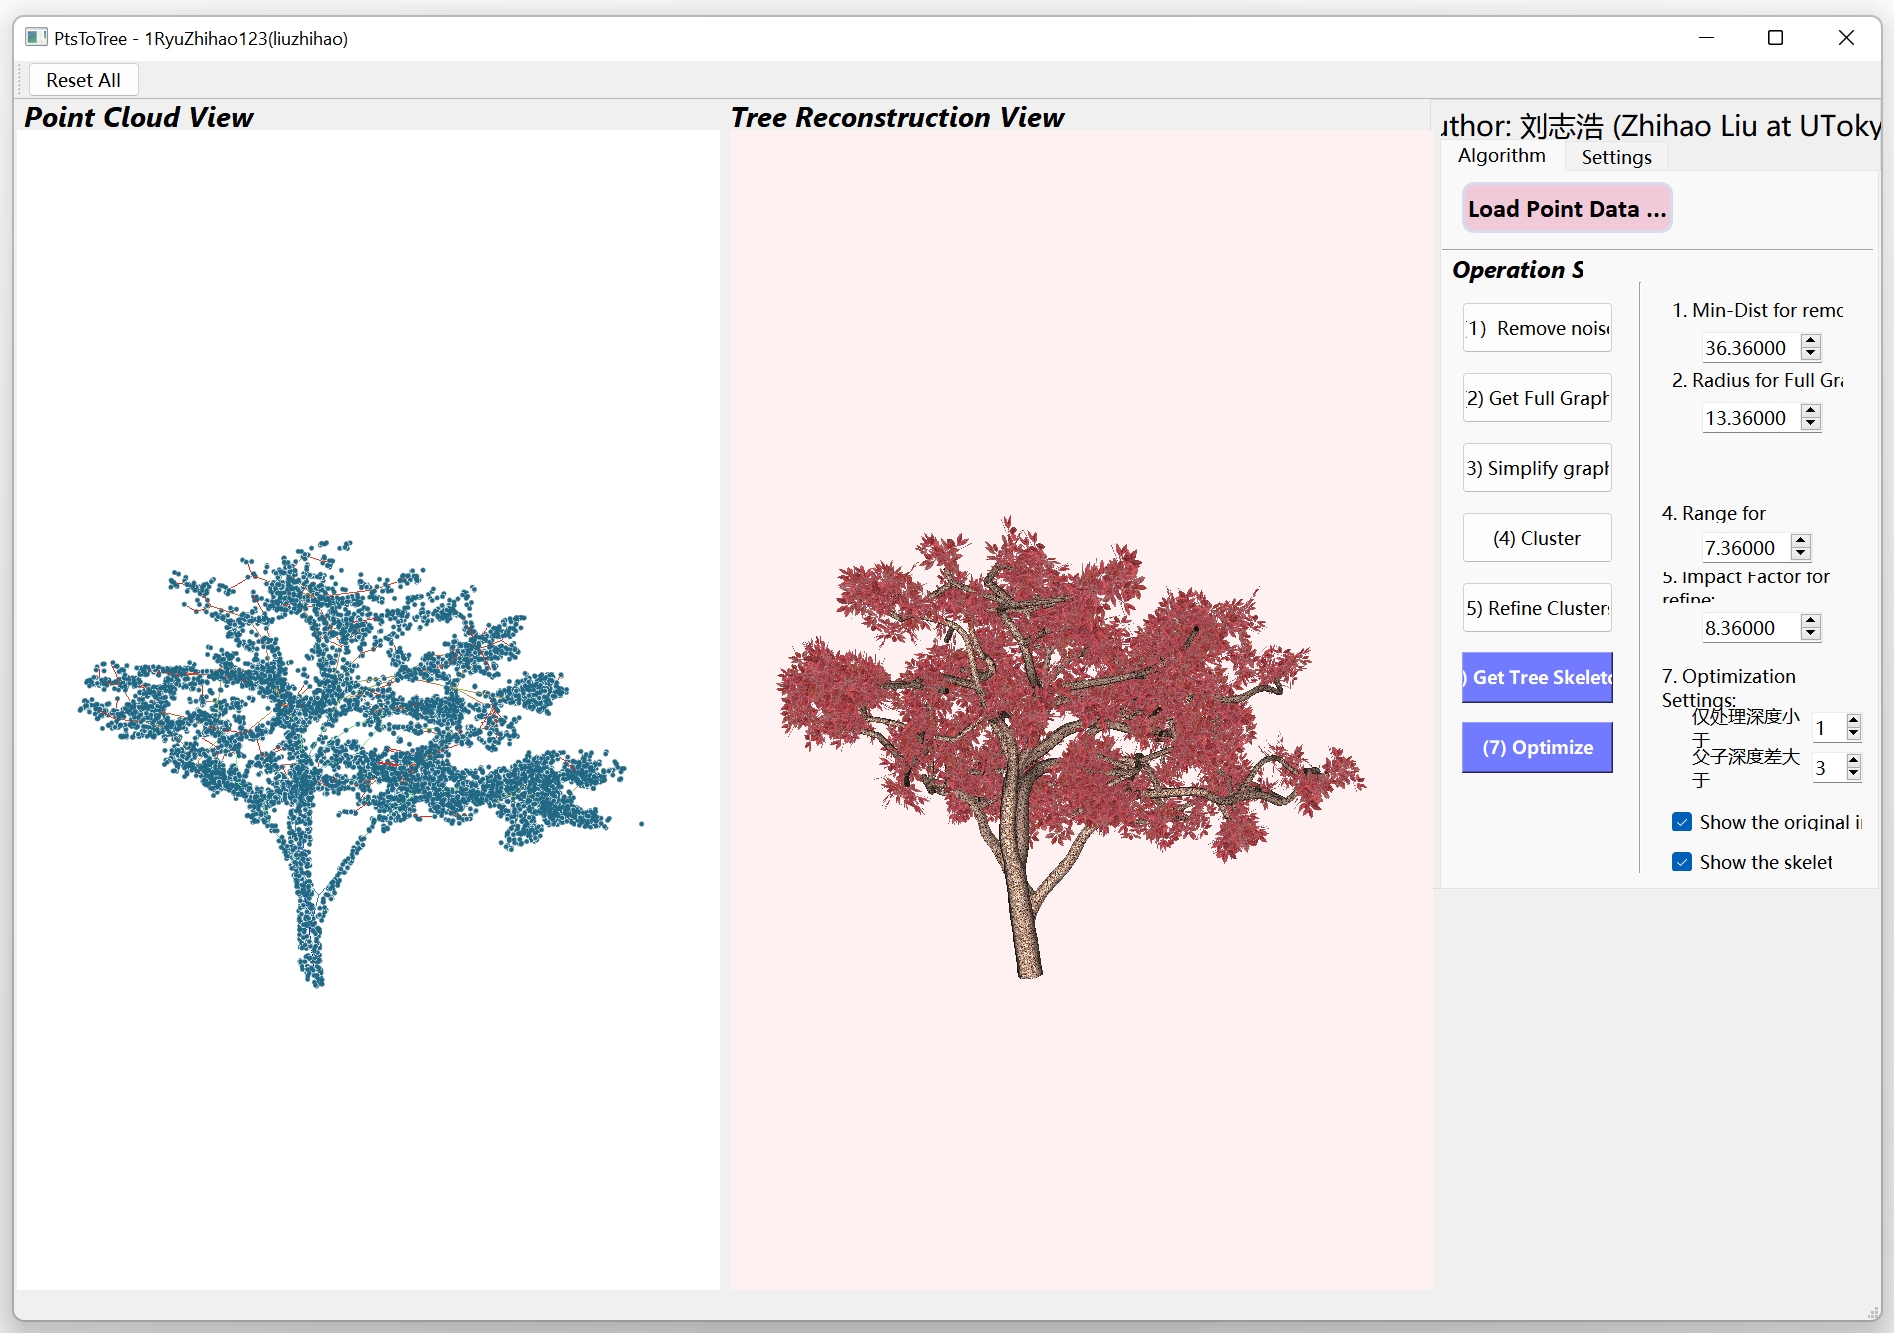 PtsToTree - 1RyuZhihao123(liuzhihao)
Reset All
Point Cloud View
Tree Reconstruction View
uthor: 刘志浩 (Zhihao Liu at UToky
Algorithm
Settings
Load Point Data ...
Operation S
1) Remove nois
1. Min-Dist for remo
36.36000
2) Get Full Graph
2. Radius for Full Gra
13.36000
3) Simplify graph
4. Range for
(4) Cluster
7.36000
5. Impact Factor for
refine:
5) Refine Clusters
8.36000
) Get Tree Skeleto
7. Optimization
Settings:
仅处理深度小
于
1
(7) Optimize
父子深度差大
于
3
Show the original i
Show the skelet